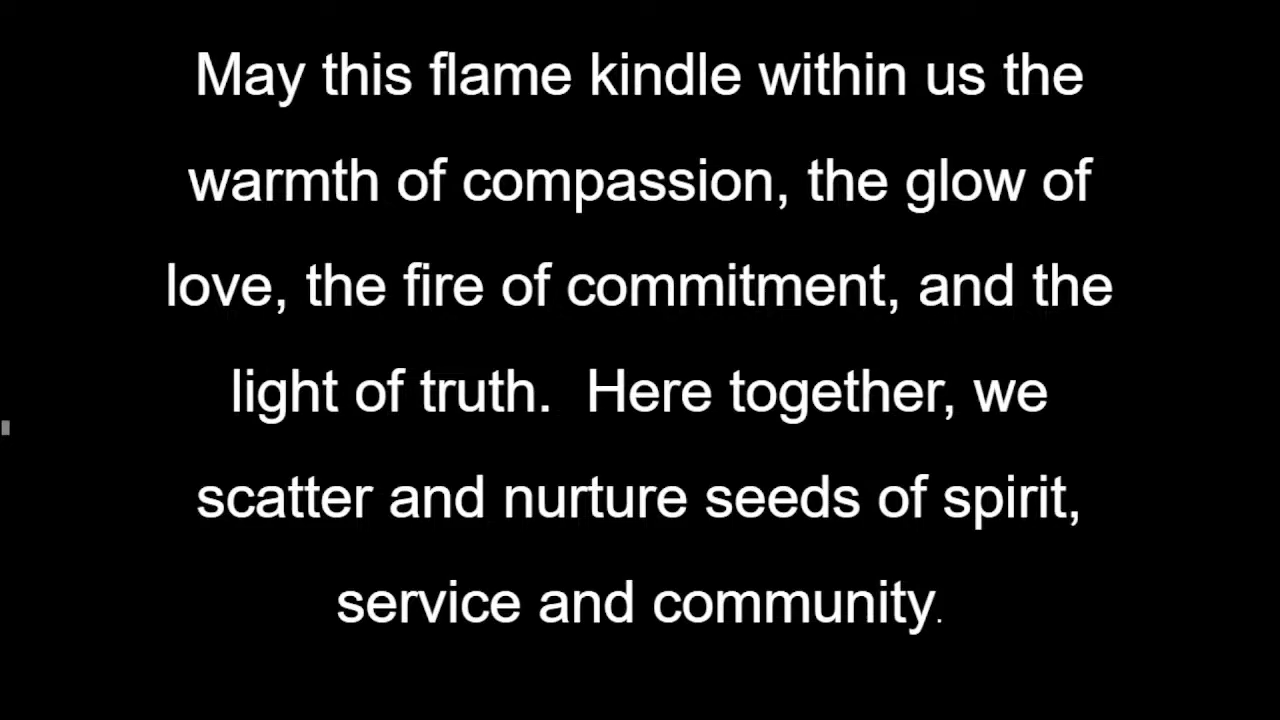 May this flame kindle within us the
warmth of compassion, the glow of
love, the fire of commitment, and the
light of truth.  Here together, we
scatter and nurture seeds of spirit,
service and community.